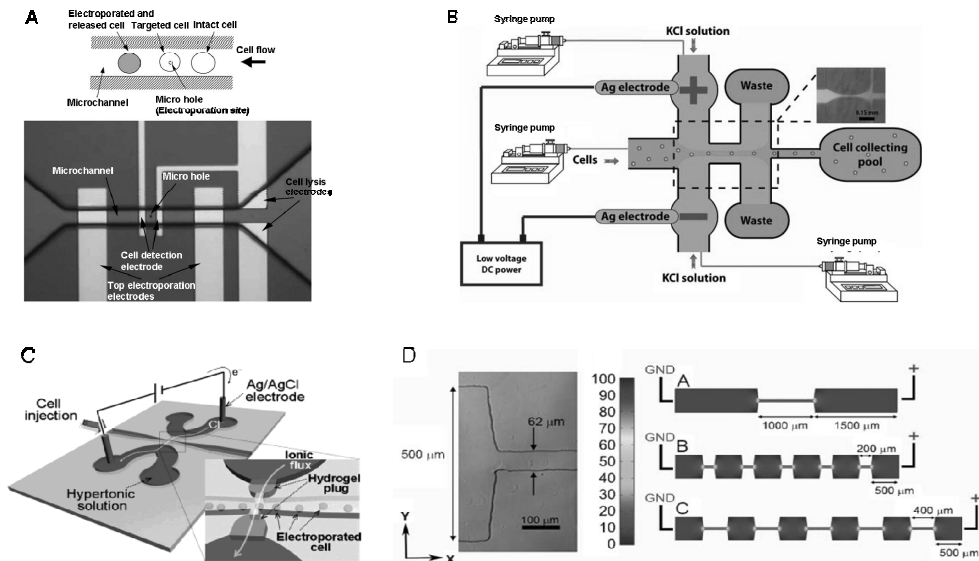 A
Electroporated and
released cell Targeted cell Intact cell
Cell flow
Microchannel
Micro hole
(Electroporation site)
Microchannel
Micro hole
Cell lysis
electrodes
Cell detection
electrode
Top electroporation
electrodes
B
Syringe pump
KCl solution
Ag electrode
Waste
0.15 mm
Syringe pump
Cells
Cell collecting
pool
Ag electrode
Waste
Low voltage
DC power
KCl solution
Syringe pump
C
e⁻
Ag/AgCl
electrode
Cell
injection
Cl
Hypertonic
solution
Ionic
flux
Hydrogel
plug
Electroporated
cell
D
500 µm
62 µm
100 µm
Y
X
100
90
80
70
60
50
40
30
20
10
0
GND
A
+
1000 µm
1500 µm
GND
B
200 µm
+
500 µm
GND
C
400 µm
+
500 µm